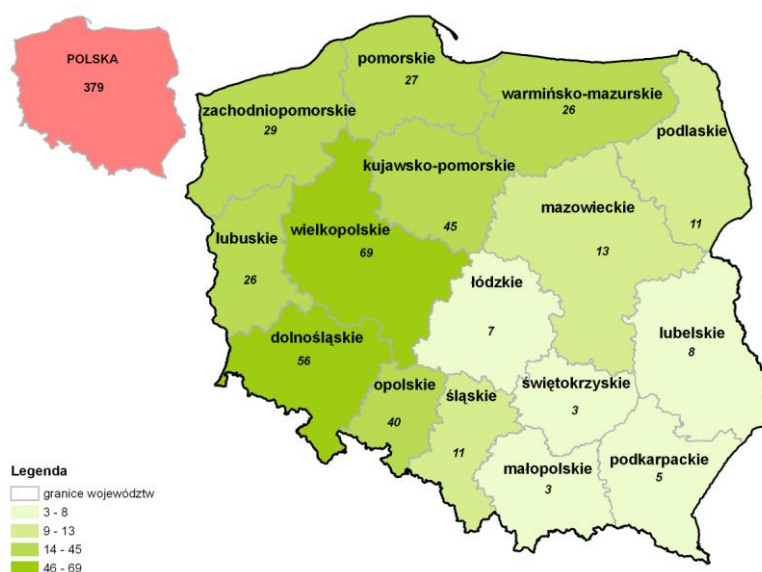 POLSKA
379
pomorskie
27
warmińsko-mazurskie
26
zachodniopomorskie
29
podlaskie
11
kujawsko-pomorskie
45
mazowieckie
13
wielkopolskie
69
lubuskie
26
łódzkie
7
lubelskie
8
dolnośląskie
56
opolskie
40
śląskie
11
świętokrzyskie
3
małopolskie
3
podkarpackie
5
Legenda
granice województw
3 - 8
9 - 13
14 - 45
46 - 69